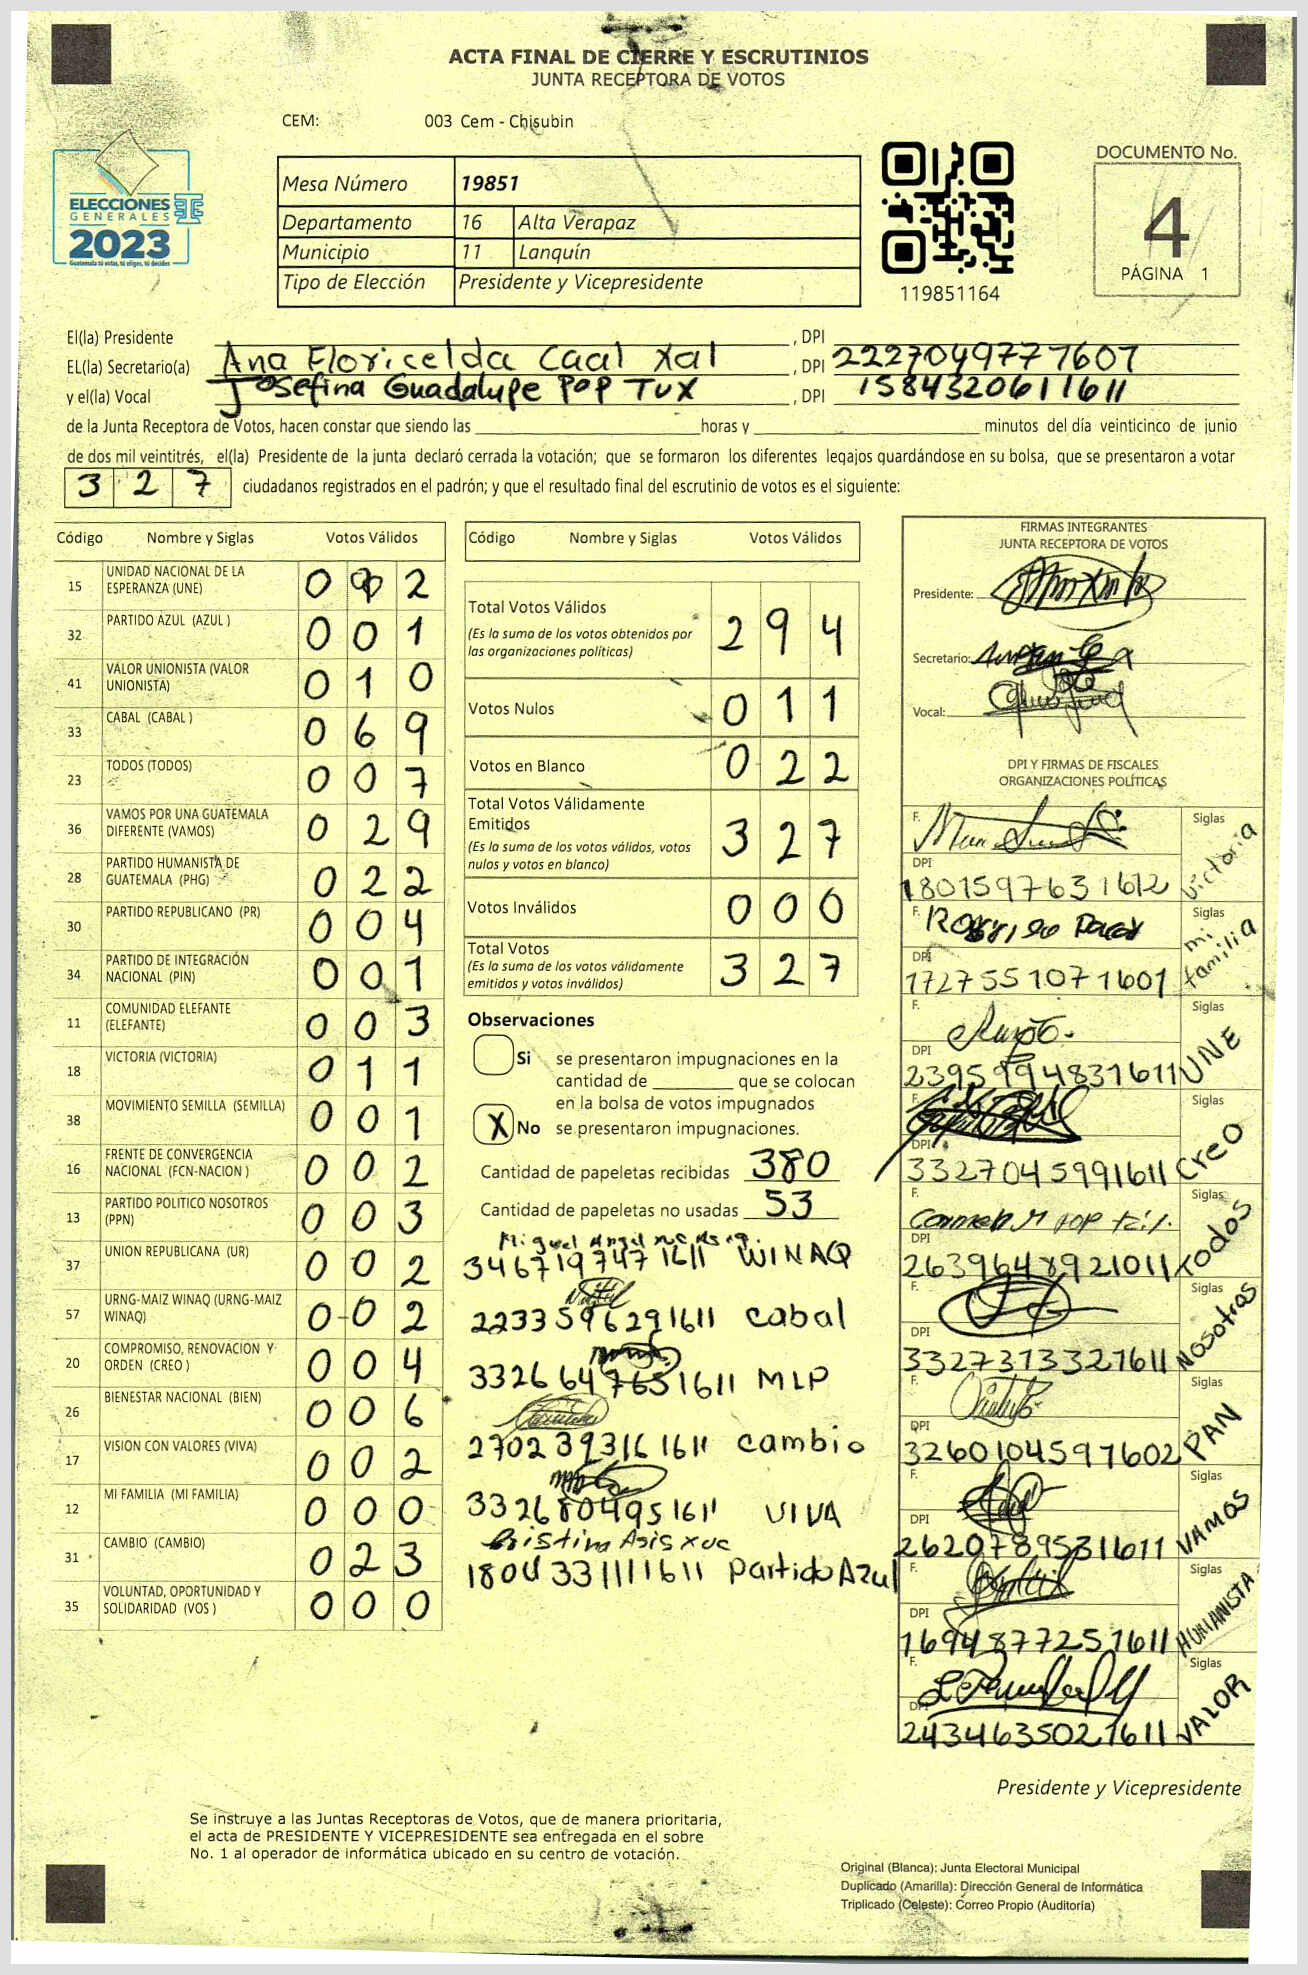 ACTA FINAL DE CIERRE Y ESCRUTINIOS
JUNTA RECEPTORA DE VOTOS
CEM: 003 Cem - Chisubin
ELECCIONES
GENERALES
2023
Guatemala tú votas, tú eliges, tú decides
Mesa Número 19851
Departamento 16 Alta Verapaz
Municipio 11 Lanquín
Tipo de Elección Presidente y Vicepresidente
119851164
DOCUMENTO No.
4
PÁGINA 1
El(la) Presidente , DPI
EL(la) Secretario(a) Ana Floricelda Caal Xal , DPI 2227049777607
y el(la) Vocal Josefina Guadalupe Pop Tux , DPI 1584320611611
de la Junta Receptora de Votos, hacen constar que siendo las horas y minutos del día veinticinco de junio
de dos mil veintitrés, el(la) Presidente de la junta declaró cerrada la votación; que se formaron los diferentes legajos guardándose en su bolsa, que se presentaron a votar
3 2 7 ciudadanos registrados en el padrón; y que el resultado final del escrutinio de votos es el siguiente:
Código Nombre y Siglas Votos Válidos
15 UNIDAD NACIONAL DE LA
ESPERANZA (UNE) 0 2
32 PARTIDO AZUL (AZUL ) 0 0 1
41 VALOR UNIONISTA (VALOR
UNIONISTA) 0 1 0
33 CABAL (CABAL ) 0 6 9
23 TODOS (TODOS) 0 0 7
36 VAMOS POR UNA GUATEMALA
DIFERENTE (VAMOS) 0 2 9
28 PARTIDO HUMANISTA DE
GUATEMALA (PHG) 0 2 2
30 PARTIDO REPUBLICANO (PR) 0 0 4
34 PARTIDO DE INTEGRACIÓN
NACIONAL (PIN) 0 0 1
11 COMUNIDAD ELEFANTE
(ELEFANTE) 0 0 3
18 VICTORIA (VICTORIA) 0 1 1
38 MOVIMIENTO SEMILLA (SEMILLA) 0 0 1
16 FRENTE DE CONVERGENCIA
NACIONAL (FCN-NACION ) 0 0 2
13 PARTIDO POLITICO NOSOTROS
(PPN) 0 0 3
37 UNION REPUBLICANA (UR) 0 0 2
57 URNG-MAIZ WINAQ (URNG-MAIZ
WINAQ) 0 0 2
20 COMPROMISO, RENOVACION Y
ORDEN (CREO ) 0 0 4
26 BIENESTAR NACIONAL (BIEN) 0 0 6
17 VISION CON VALORES (VIVA) 0 0 2
12 MI FAMILIA (MI FAMILIA) 0 0 0
31 CAMBIO (CAMBIO) 0 2 3
35 VOLUNTAD, OPORTUNIDAD Y
SOLIDARIDAD (VOS ) 0 0 0
Código Nombre y Siglas Votos Válidos
Total Votos Válidos
(Es la suma de los votos obtenidos por
las organizaciones políticas) 2 9 4
Votos Nulos 0 1 1
Votos en Blanco 0 2 2
Total Votos Válidamente
Emitidos
(Es la suma de los votos válidos, votos
nulos y votos en blanco) 3 2 7
Votos Inválidos 0 0 0
Total Votos
(Es la suma de los votos válidamente
emitidos y votos inválidos) 3 2 7
Observaciones
Si se presentaron impugnaciones en la
cantidad de que se colocan
en la bolsa de votos impugnados
X No se presentaron impugnaciones.
Cantidad de papeletas recibidas 380
Cantidad de papeletas no usadas 53
Miguel Angel
3467197471611 WINAQ
2233596291611 cabal
3326647651611 MLP
2702393161611 cambio
3326804951611 VIVA
Cristina Asis xuc
1804331111611 Partido Azul
FIRMAS INTEGRANTES
JUNTA RECEPTORA DE VOTOS
Presidente:
Secretario:
Vocal:
DPI Y FIRMAS DE FISCALES
ORGANIZACIONES POLÍTICAS
F. Siglas
DPI
1801597631612 Victoria
F. Siglas
DPI
1727551071601 mi familia
F. Siglas
DPI
2395994831611 UNE
F. Siglas
DPI
3327045991611 Creo
F. Carmen M POP Siglas
DPI
2639648921011 Todos
F. Siglas
DPI
3327313321611 Nosotros
F. Siglas
DPI
3260104597602 PAN
F. Siglas
DPI
2620789531611 VAMOS
F. Siglas
DPI
1694877251611 HUMANISTA
F. Siglas
DPI
2434635021611 VALOR
Presidente y Vicepresidente
Se instruye a las Juntas Receptoras de Votos, que de manera prioritaria,
el acta de PRESIDENTE Y VICEPRESIDENTE sea entregada en el sobre
No. 1 al operador de informática ubicado en su centro de votación.
Original (Blanca): Junta Electoral Municipal
Duplicado (Amarilla): Dirección General de Informática
Triplicado (Celeste): Correo Propio (Auditoría)